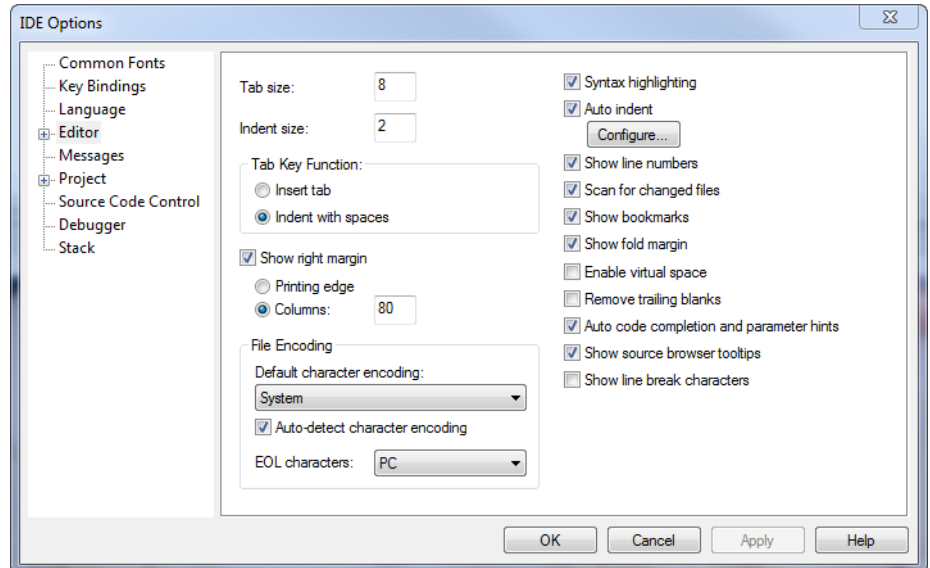 IDE Options
Common Fonts
Key Bindings
Language
Editor
Messages
Project
Source Code Control
Debugger
Stack
Tab size: 8
Indent size: 2
Tab Key Function:
Insert tab
Indent with spaces
Show right margin
Printing edge
Columns: 80
File Encoding
Default character encoding:
System
Auto-detect character encoding
EOL characters: PC
Syntax highlighting
Auto indent
Configure...
Show line numbers
Scan for changed files
Show bookmarks
Show fold margin
Enable virtual space
Remove trailing blanks
Auto code completion and parameter hints
Show source browser tooltips
Show line break characters
OK Cancel Apply Help